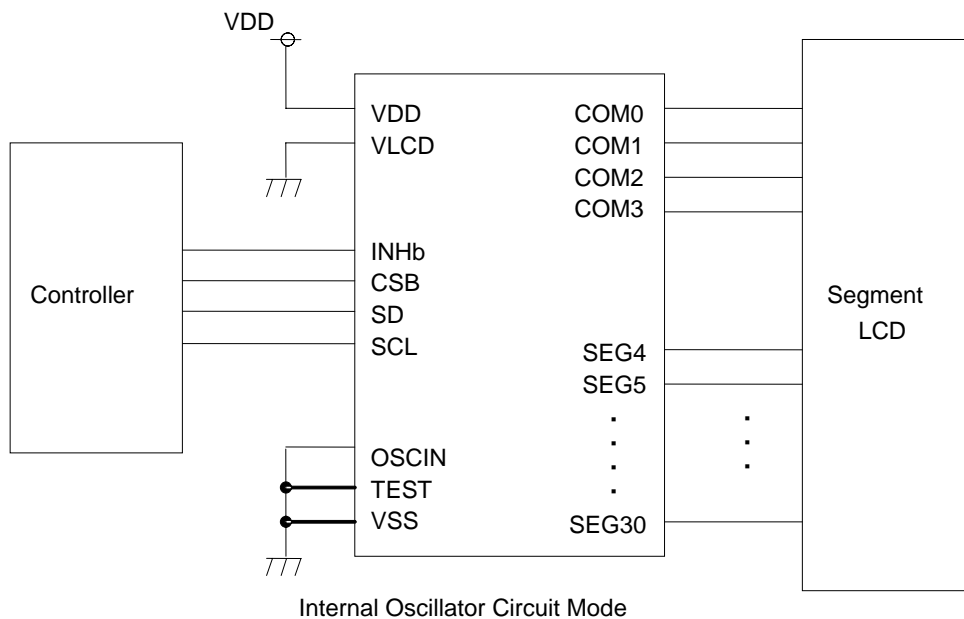 VDD
VDD
VLCD
COM0
COM1
COM2
COM3
Controller
INHb
CSB
SD
SCL
Segment
LCD
SEG4
SEG5
OSCIN
TEST
VSS
SEG30
Internal Oscillator Circuit Mode